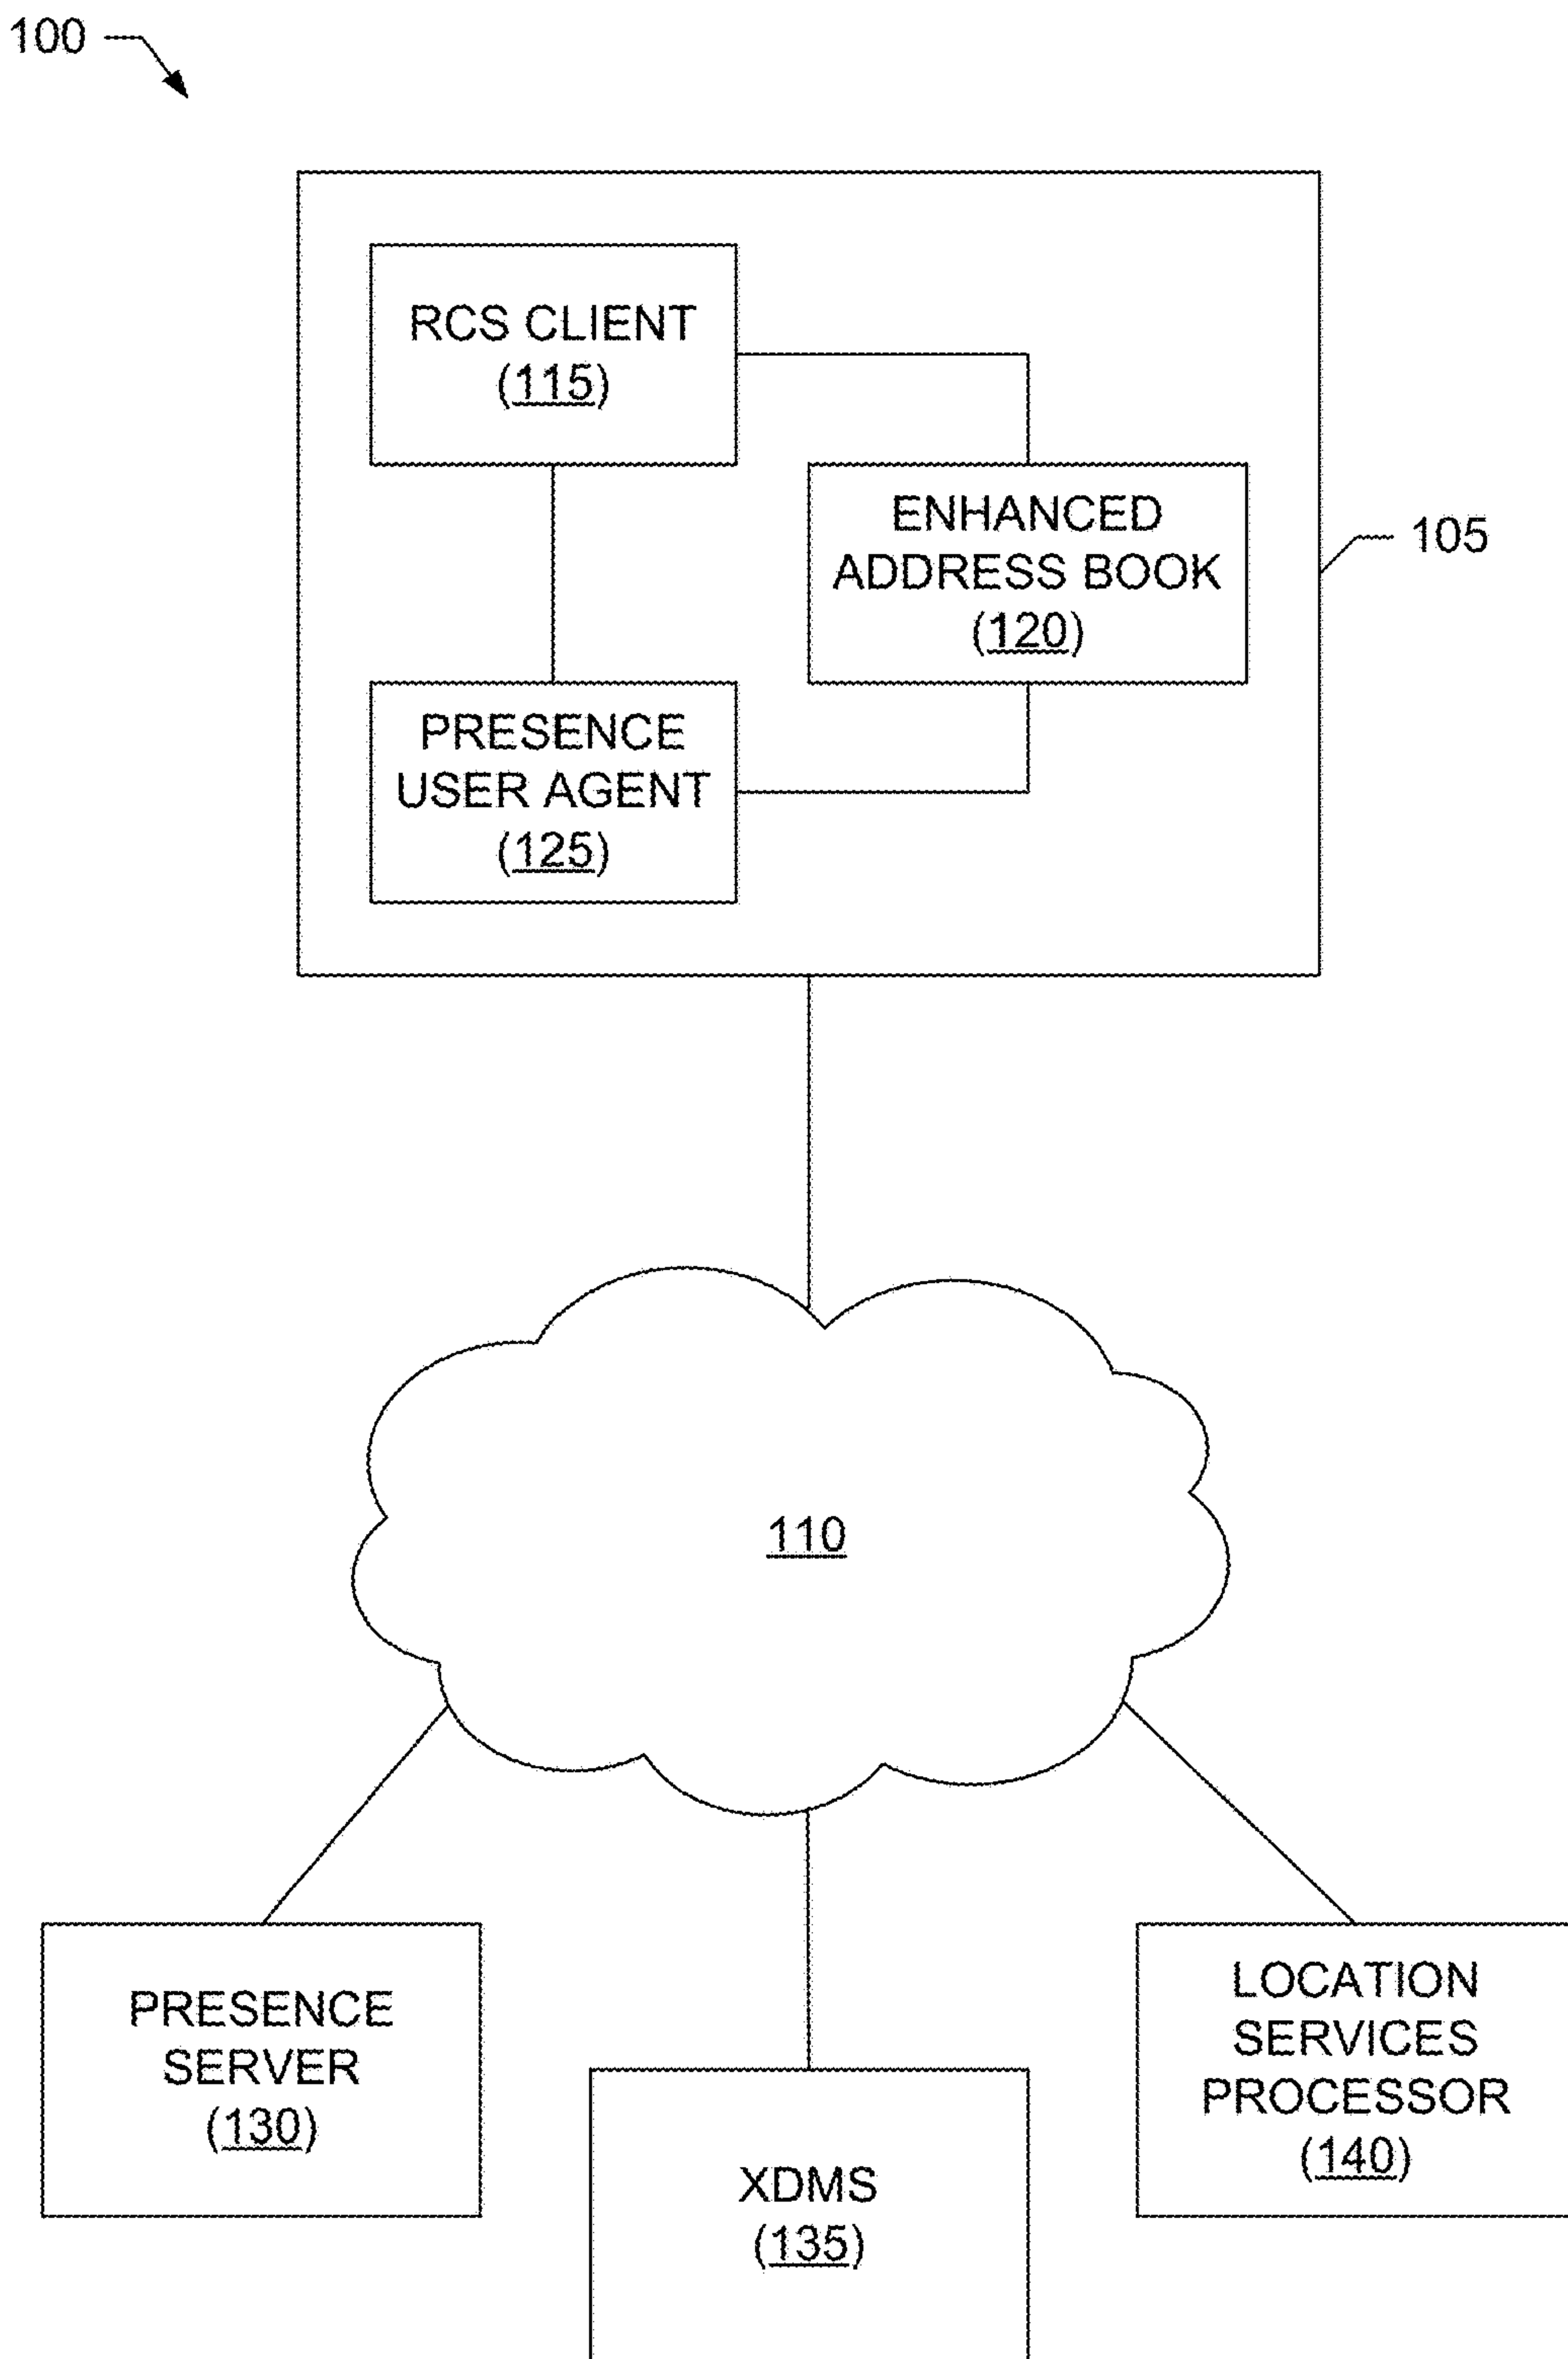 100
RCS CLIENT
(115)
ENHANCED
ADDRESS BOOK
(120)
105
PRESENCE
USER AGENT
(125)
110
PRESENCE
SERVER
(130)
XDMS
(135)
LOCATION
SERVICES
PROCESSOR
(140)